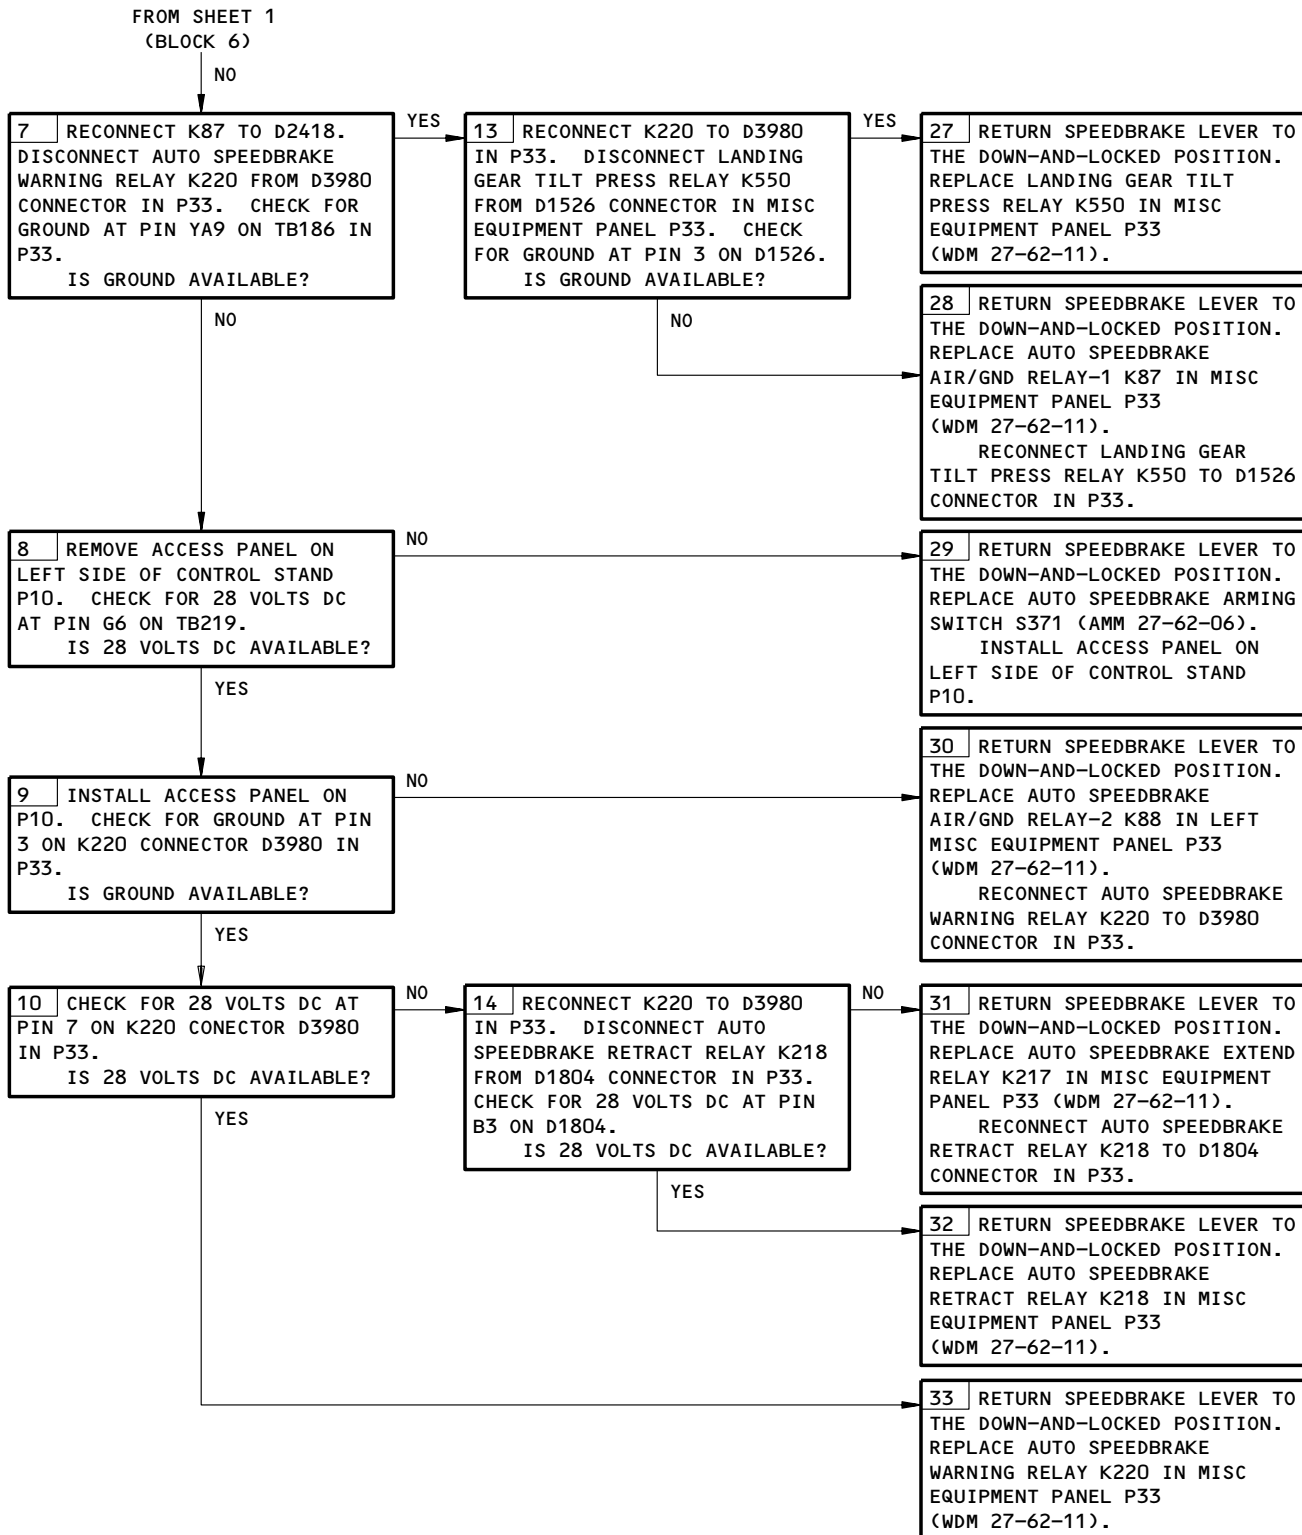 FROM SHEET 1
(BLOCK 6)
NO
7 RECONNECT K87 TO D2418.
DISCONNECT AUTO SPEEDBRAKE
WARNING RELAY K220 FROM D3980
CONNECTOR IN P33. CHECK FOR
GROUND AT PIN YA9 ON TB186 IN
P33.
IS GROUND AVAILABLE?
YES
13 RECONNECT K220 TO D3980
IN P33. DISCONNECT LANDING
GEAR TILT PRESS RELAY K550
FROM D1526 CONNECTOR IN MISC
EQUIPMENT PANEL P33. CHECK
FOR GROUND AT PIN 3 ON D1526.
IS GROUND AVAILABLE?
YES
27 RETURN SPEEDBRAKE LEVER TO
THE DOWN-AND-LOCKED POSITION.
REPLACE LANDING GEAR TILT
PRESS RELAY K550 IN MISC
EQUIPMENT PANEL P33
(WDM 27-62-11).
NO
NO
28 RETURN SPEEDBRAKE LEVER TO
THE DOWN-AND-LOCKED POSITION.
REPLACE AUTO SPEEDBRAKE
AIR/GND RELAY-1 K87 IN MISC
EQUIPMENT PANEL P33
(WDM 27-62-11).
RECONNECT LANDING GEAR
TILT PRESS RELAY K550 TO D1526
CONNECTOR IN P33.
8 REMOVE ACCESS PANEL ON
LEFT SIDE OF CONTROL STAND
P10. CHECK FOR 28 VOLTS DC
AT PIN G6 ON TB219.
IS 28 VOLTS DC AVAILABLE?
NO
29 RETURN SPEEDBRAKE LEVER TO
THE DOWN-AND-LOCKED POSITION.
REPLACE AUTO SPEEDBRAKE ARMING
SWITCH S371 (AMM 27-62-06).
INSTALL ACCESS PANEL ON
LEFT SIDE OF CONTROL STAND
P10.
YES
9 INSTALL ACCESS PANEL ON
P10. CHECK FOR GROUND AT PIN
3 ON K220 CONNECTOR D3980 IN
P33.
IS GROUND AVAILABLE?
NO
30 RETURN SPEEDBRAKE LEVER TO
THE DOWN-AND-LOCKED POSITION.
REPLACE AUTO SPEEDBRAKE
AIR/GND RELAY-2 K88 IN LEFT
MISC EQUIPMENT PANEL P33
(WDM 27-62-11).
RECONNECT AUTO SPEEDBRAKE
WARNING RELAY K220 TO D3980
CONNECTOR IN P33.
YES
10 CHECK FOR 28 VOLTS DC AT
PIN 7 ON K220 CONECTOR D3980
IN P33.
IS 28 VOLTS DC AVAILABLE?
NO
14 RECONNECT K220 TO D3980
IN P33. DISCONNECT AUTO
SPEEDBRAKE RETRACT RELAY K218
FROM D1804 CONNECTOR IN P33.
CHECK FOR 28 VOLTS DC AT PIN
B3 ON D1804.
IS 28 VOLTS DC AVAILABLE?
NO
31 RETURN SPEEDBRAKE LEVER TO
THE DOWN-AND-LOCKED POSITION.
REPLACE AUTO SPEEDBRAKE EXTEND
RELAY K217 IN MISC EQUIPMENT
PANEL P33 (WDM 27-62-11).
RECONNECT AUTO SPEEDBRAKE
RETRACT RELAY K218 TO D1804
CONNECTOR IN P33.
YES
YES
32 RETURN SPEEDBRAKE LEVER TO
THE DOWN-AND-LOCKED POSITION.
REPLACE AUTO SPEEDBRAKE
RETRACT RELAY K218 IN MISC
EQUIPMENT PANEL P33
(WDM 27-62-11).
33 RETURN SPEEDBRAKE LEVER TO
THE DOWN-AND-LOCKED POSITION.
REPLACE AUTO SPEEDBRAKE
WARNING RELAY K220 IN MISC
EQUIPMENT PANEL P33
(WDM 27-62-11).